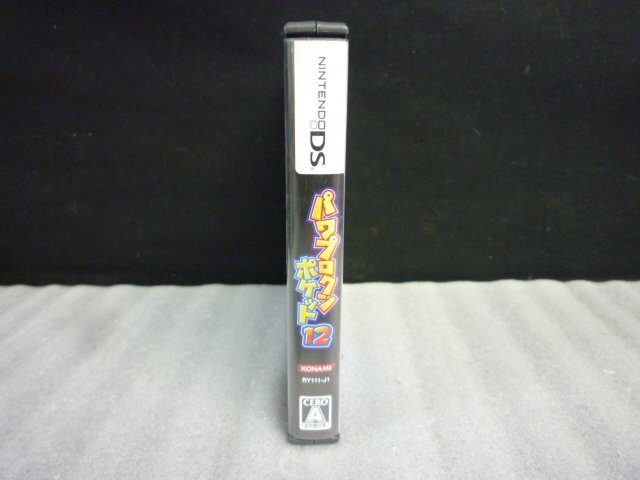 NINTENDO DS
パワプロクン
ポケット12
KONAMI
RY111-J1
CERO
A